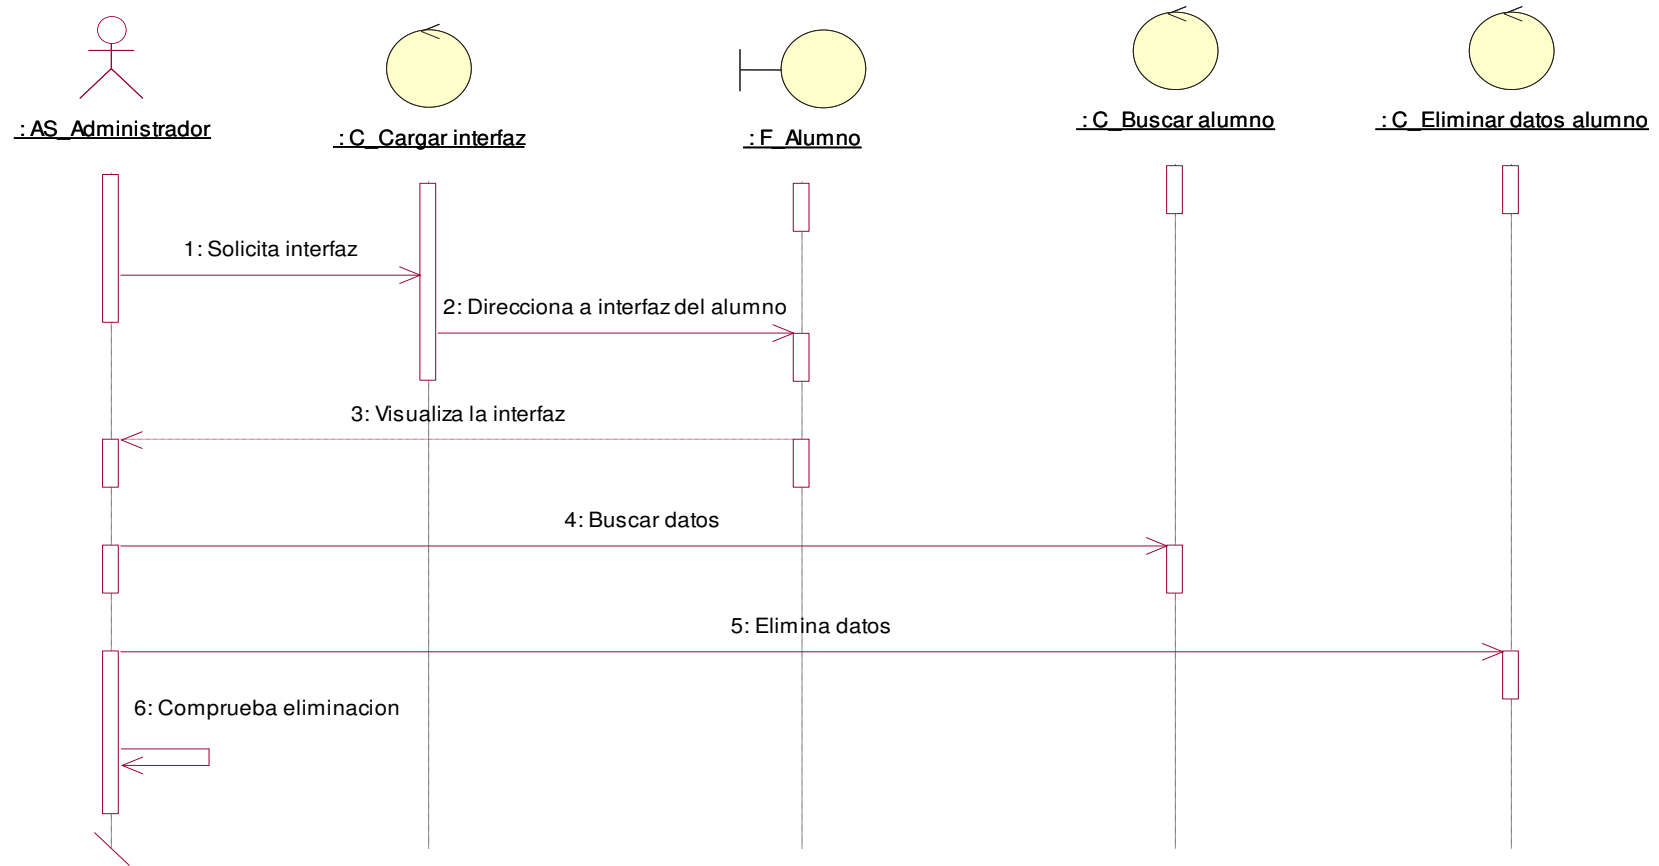 : AS_Administrador
: C_Cargar interfaz
: F_Alumno
: C_Buscar alumno
: C_Eliminar datos alumno
1: Solicita interfaz
2: Direcciona a interfaz del alumno
3: Visualiza la interfaz
4: Buscar datos
5: Elimina datos
6: Comprueba eliminacion